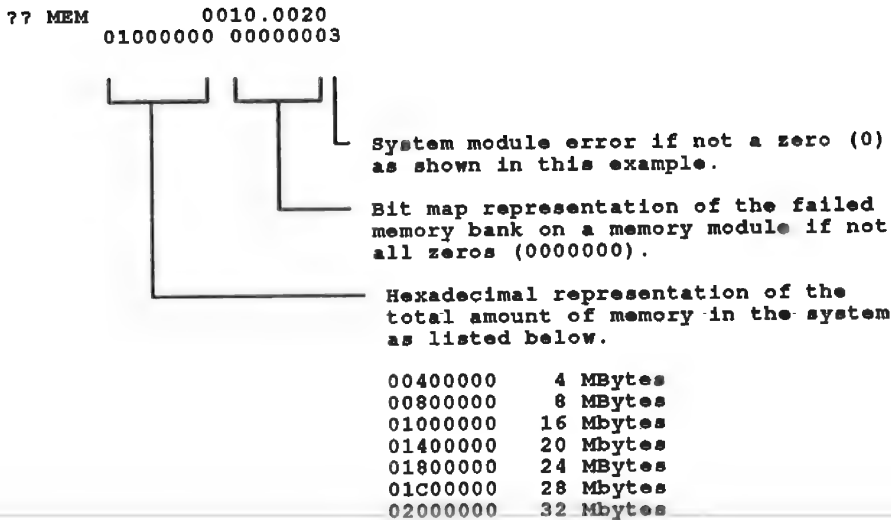 ?? MEM 0010.0020
01000000 00000003
System module error if not a zero (0)
as shown in this example.
Bit map representation of the failed
memory bank on a memory module if not
all zeros (0000000).
Hexadecimal representation of the
total amount of memory in the system
as listed below.
00400000 4 MBytes
00800000 8 MBytes
01000000 16 Mbytes
01400000 20 Mbytes
01800000 24 MBytes
01C00000 28 Mbytes
02000000 32 Mbytes